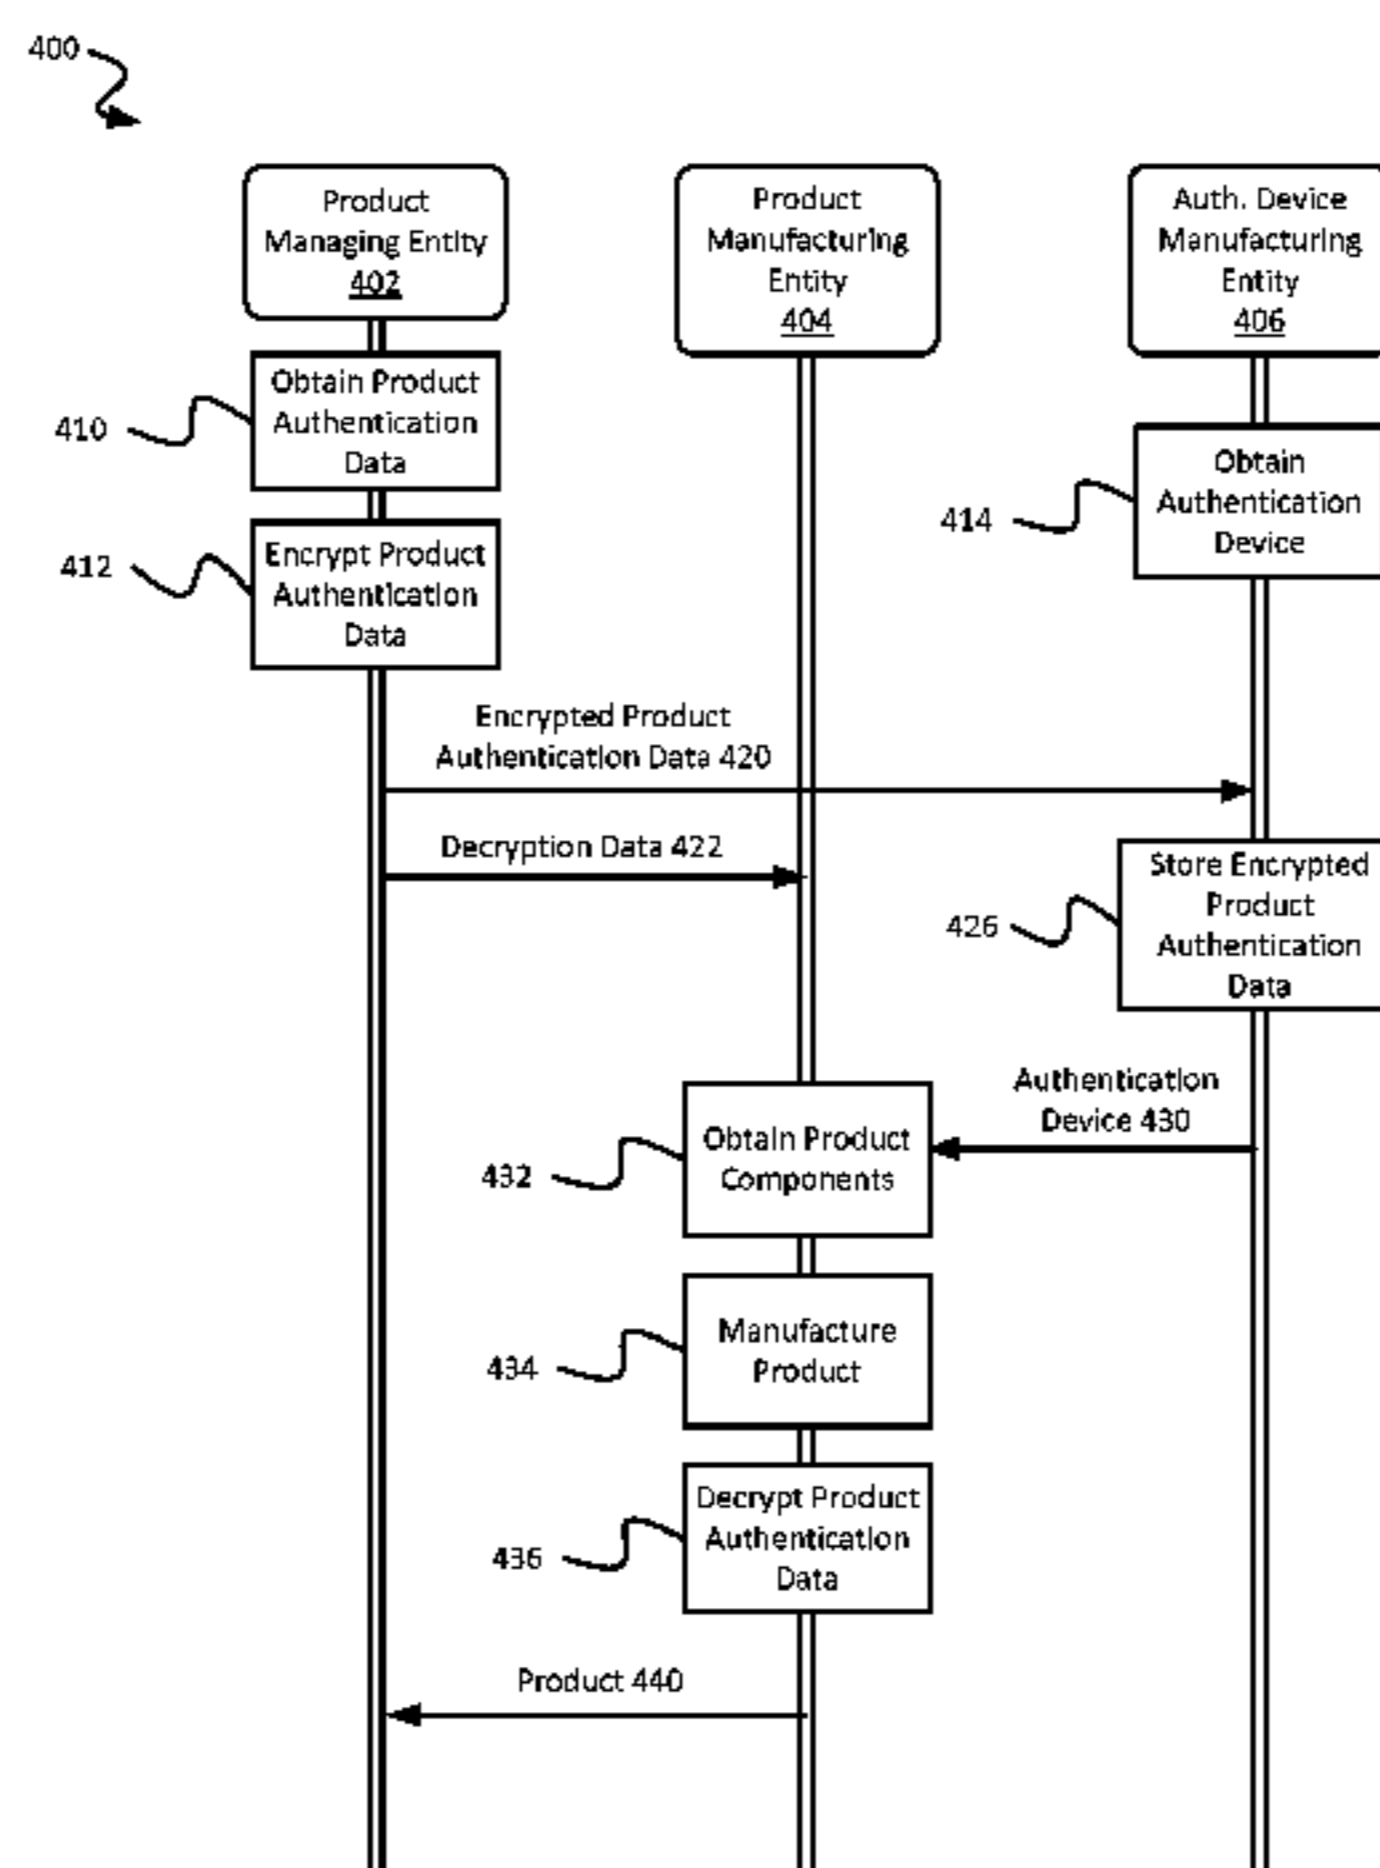 400
Product
Managing Entity
402
Product
Manufacturing
Entity
404
Auth. Device
Manufacturing
Entity
406
410
Obtain Product
Authentication
Data
414
Obtain
Authentication
Device
412
Encrypt Product
Authentication
Data
Encrypted Product
Authentication Data 420
Decryption Data 422
426
Store Encrypted
Product
Authentication
Data
Authentication
Device 430
432
Obtain Product
Components
434
Manufacture
Product
436
Decrypt Product
Authentication
Data
Product 440